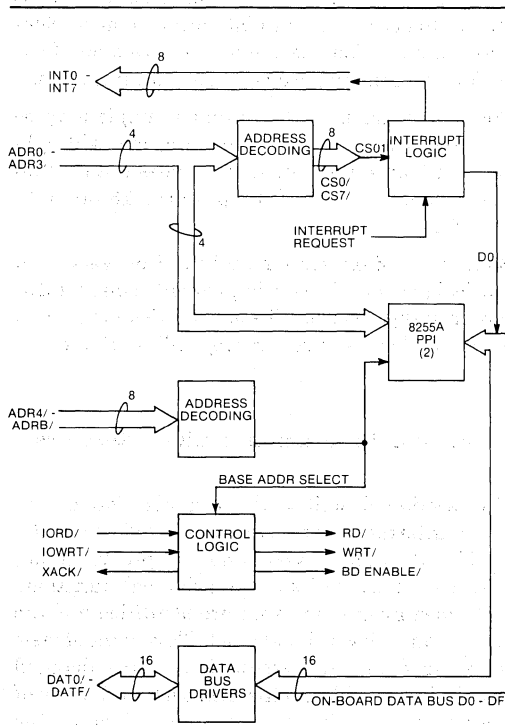 8
INT0 -
INT7
4
ADR0 -
ADR3/
ADDRESS
DECODING
8
CS01
CS0/
CS7/
INTERRUPT
LOGIC
INTERRUPT
REQUEST
D0
4
8255A
PPI
(2)
8
ADR4/ -
ADRB/
ADDRESS
DECODING
BASE ADDR SELECT
IORD/
IOWRT/
XACK/
CONTROL
LOGIC
RD/
WRT/
BD ENABLE/
16
DAT0/ -
DATF/
DATA
BUS
DRIVERS
16
ON-BOARD DATA BUS D0 - DF